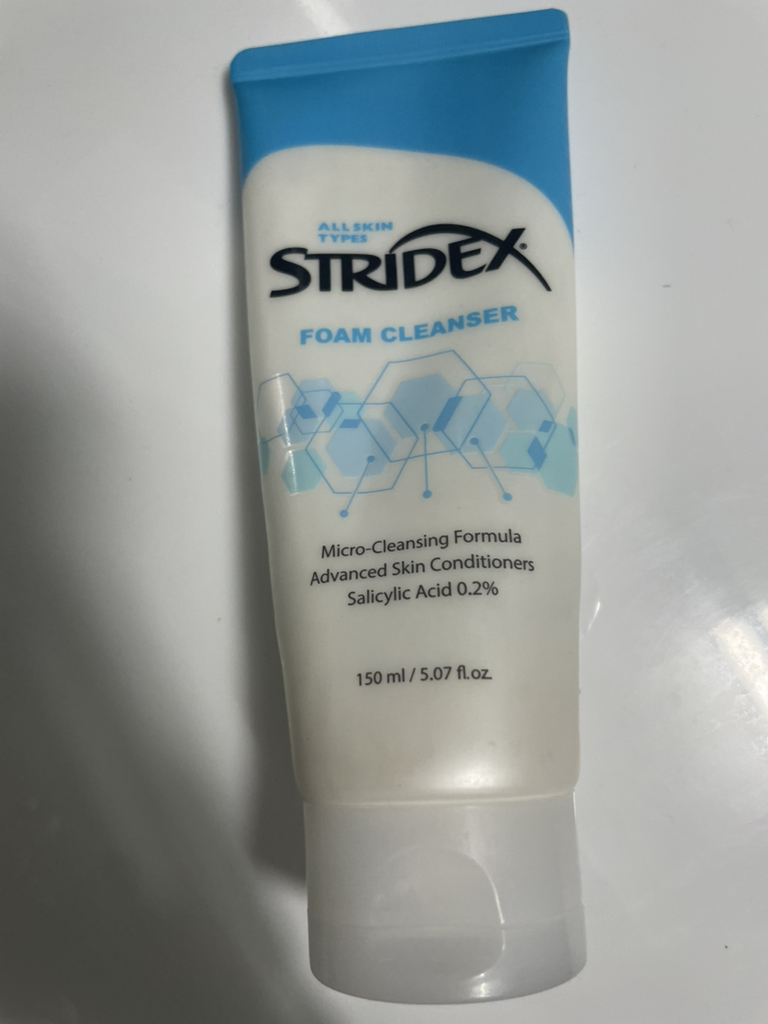 ALL SKIN
TYPES
STRIDEX®
FOAM CLEANSER
Micro-Cleansing Formula
Advanced Skin Conditioners
Salicylic Acid 0.2%
150 ml / 5.07 fl.oz.